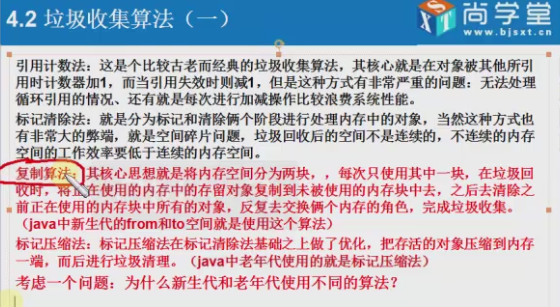 4.2 垃圾收集算法（一）
尚学堂
www.bjsxt.com
引用计数法：这是个比较古老而经典的垃圾收集算法，其核心就是在对象被其他所引
用时计数器加1，而当引用失效时则减1，但是这种方式有非常严重的问题：无法处理
循环引用的情况、还有就是每次进行加减操作比较浪费系统性能。
标记清除法：就是分为标记和清除俩个阶段进行处理内存中的对象，当然这种方式也
有非常大的弊端，就是空间碎片问题，垃圾回收后的空间不是连续的，不连续的内存
空间的工作效率要低于连续的内存空间。
复制算法：其核心思想就是将内存空间分为两块，，每次只使用其中一块，在垃圾回
收时，将 在使用的内存中的存留对象复制到未被使用的内存块中去，之后去清除之
前正在使用的内存块中所有的对象，反复去交换俩个内存的角色，完成垃圾收集。
（java中新生代的from和to空间就是使用这个算法）
标记压缩法：标记压缩法在标记清除法基础之上做了优化，把存活的对象压缩到内存
一端，而后进行垃圾清理。（java中老年代使用的就是标记压缩法）
考虑一个问题：为什么新生代和老年代使用不同的算法？